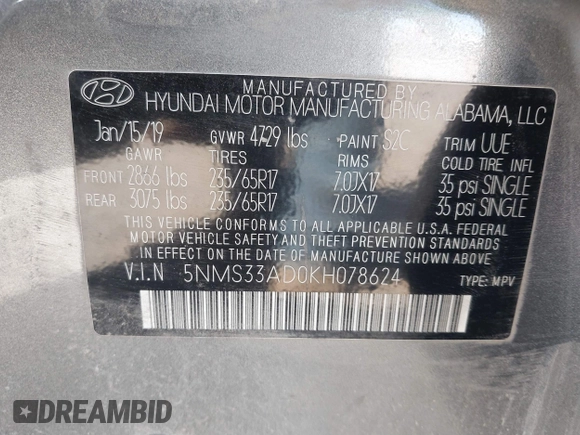 MANUFACTURED BY
HYUNDAI MOTOR MANUFACTURING ALABAMA, LLC
Jan/15/19 GVWR 4729 lbs PAINT S2C TRIM UUE
GAWR TIRES RIMS COLD TIRE INFL
FRONT 2866 lbs 235/65R17 7.0JX17 35 psi SINGLE
REAR 3075 lbs 235/65R17 7.0JX17 35 psi SINGLE
THIS VEHICLE CONFORMS TO ALL APPLICABLE U.S.A. FEDERAL
MOTOR VEHICLE SAFETY AND THEFT PREVENTION STANDARDS
IN EFFECT ON THE DATE OF MANUFACTURE SHOWN ABOVE
V.I.N 5NMS33AD0KH078624 TYPE: MPV
DREAMBID